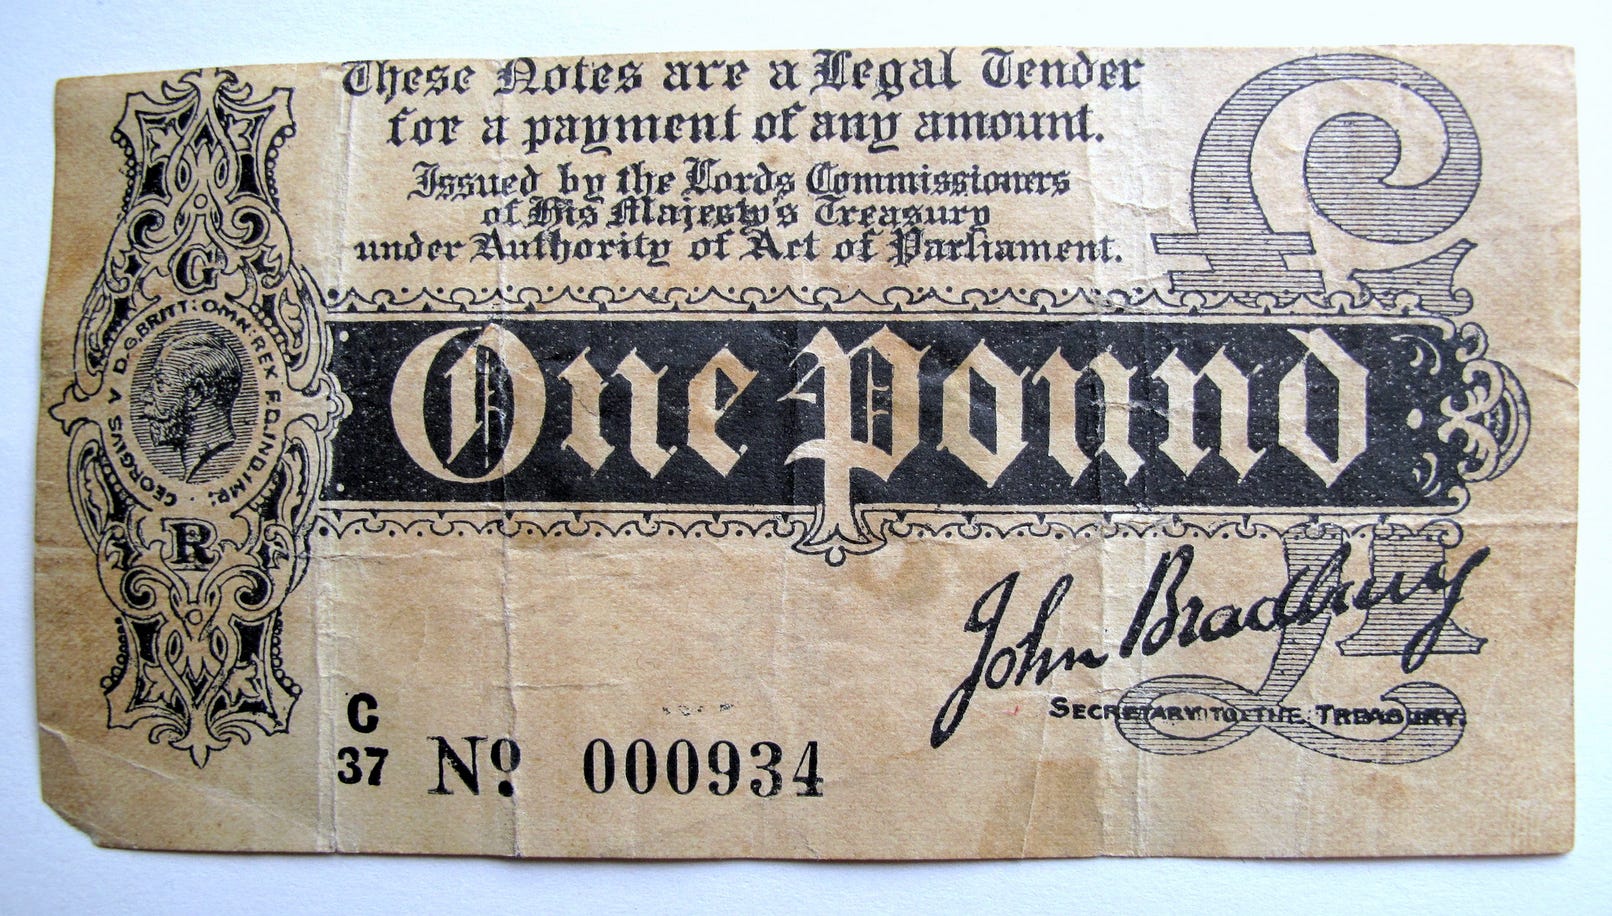 These Notes are a Legal Tender
for a payment of any amount.
Issued by the Lords Commissioners
of His Majesty's Treasury
under Authority of Act of Parliament.
£
G
GEORGIVS V D.G.BRITT:OMN:REX F.D.IND:IMP:
R
One Pound
£1
John Bradbury
SECRETARY TO THE TREASURY.
C
37 Nº 000934